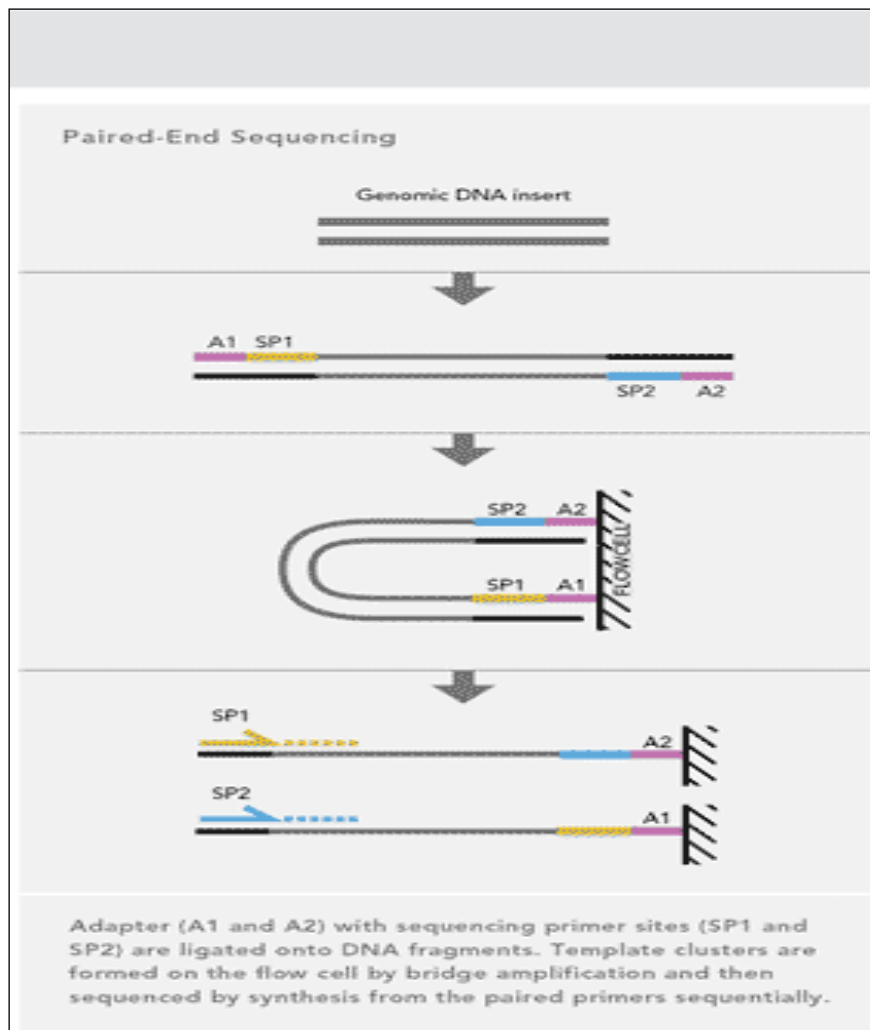 Paired-End Sequencing
Genomic DNA insert
A1 SP1
SP2 A2
SP2 A2
SP1 A1
FLOWCELL
SP1
A2
SP2
A1
Adapter (A1 and A2) with sequencing primer sites (SP1 and
SP2) are ligated onto DNA fragments. Template clusters are
formed on the flow cell by bridge amplification and then
sequenced by synthesis from the paired primers sequentially.